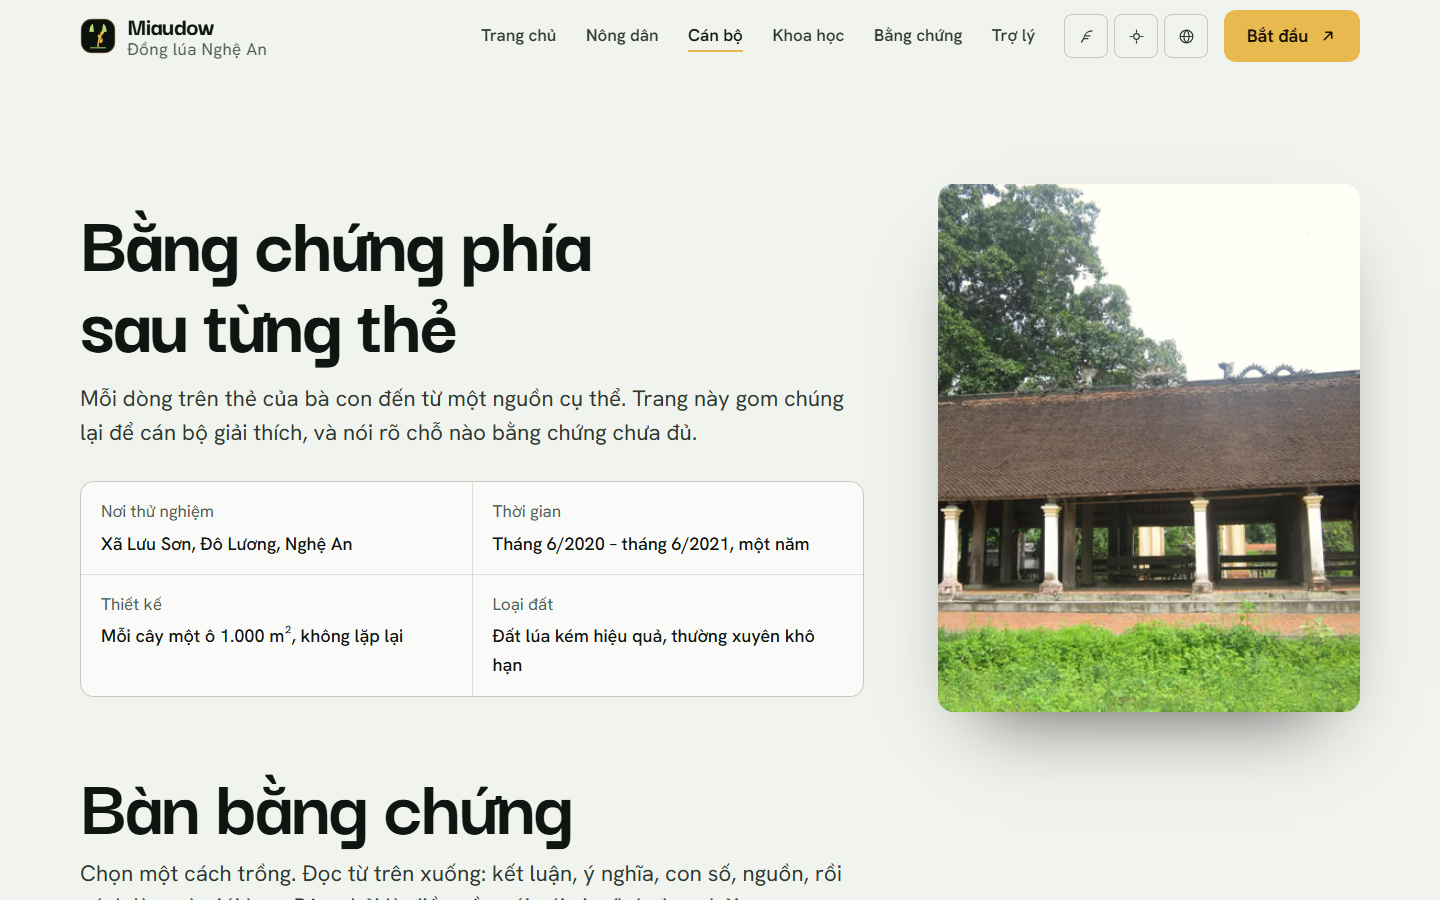 Miaudow
Đồng lúa Nghệ An
Trang chủ
Nông dân
Cán bộ
Khoa học
Bằng chứng
Trợ lý
Bắt đầu
Bằng chứng phía
sau từng thẻ
Mỗi dòng trên thẻ của bà con đến từ một nguồn cụ thể. Trang này gom chúng
lại để cán bộ giải thích, và nói rõ chỗ nào bằng chứng chưa đủ.
Nơi thử nghiệm
Xã Lưu Sơn, Đô Lương, Nghệ An
Thời gian
Tháng 6/2020 – tháng 6/2021, một năm
Thiết kế
Mỗi cây một ô 1.000 m², không lặp lại
Loại đất
Đất lúa kém hiệu quả, thường xuyên khô
hạn
Bàn bằng chứng
Chọn một cách trồng. Đọc từ trên xuống: kết luận, ý nghĩa, con số, nguồn, rồi